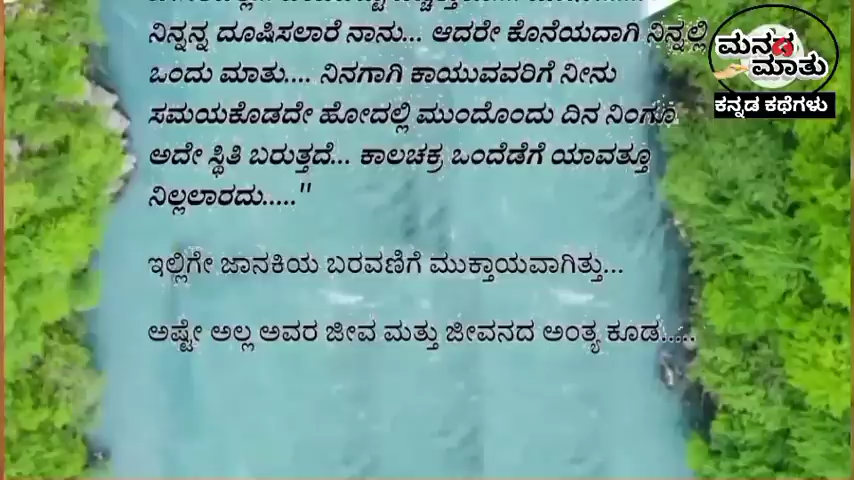 ನಿನ್ನನ್ನ ದೂಷಿಸಲಾರೆ ನಾನು... ಆದರೇ ಕೊನೆಯದಾಗಿ ನಿನ್ನಲ್ಲಿ
ಒಂದು ಮಾತು.... ನಿನಗಾಗಿ ಕಾಯುವವರಿಗೆ ನೀನು
ಸಮಯಕೊಡದೇ ಹೋದಲ್ಲಿ ಮುಂದೊಂದು ದಿನ ನಿಂಗೂ
ಅದೇ ಸ್ಥಿತಿ ಬರುತ್ತದೆ... ಕಾಲಚಕ್ರ ಒಂದೆಡೆಗೆ ಯಾವತ್ತೂ
ನಿಲ್ಲಲಾರದು....."
ಇಲ್ಲಿಗೇ ಜಾನಕಿಯ ಬರವಣಿಗೆ ಮುಕ್ತಾಯವಾಗಿತ್ತು...
ಅಷ್ಟೇ ಅಲ್ಲ ಅವರ ಜೀವ ಮತ್ತು ಜೀವನದ ಅಂತ್ಯ ಕೂಡ.....
ಮನದ
ಮಾತು
ಕನ್ನಡ ಕಥೆಗಳು